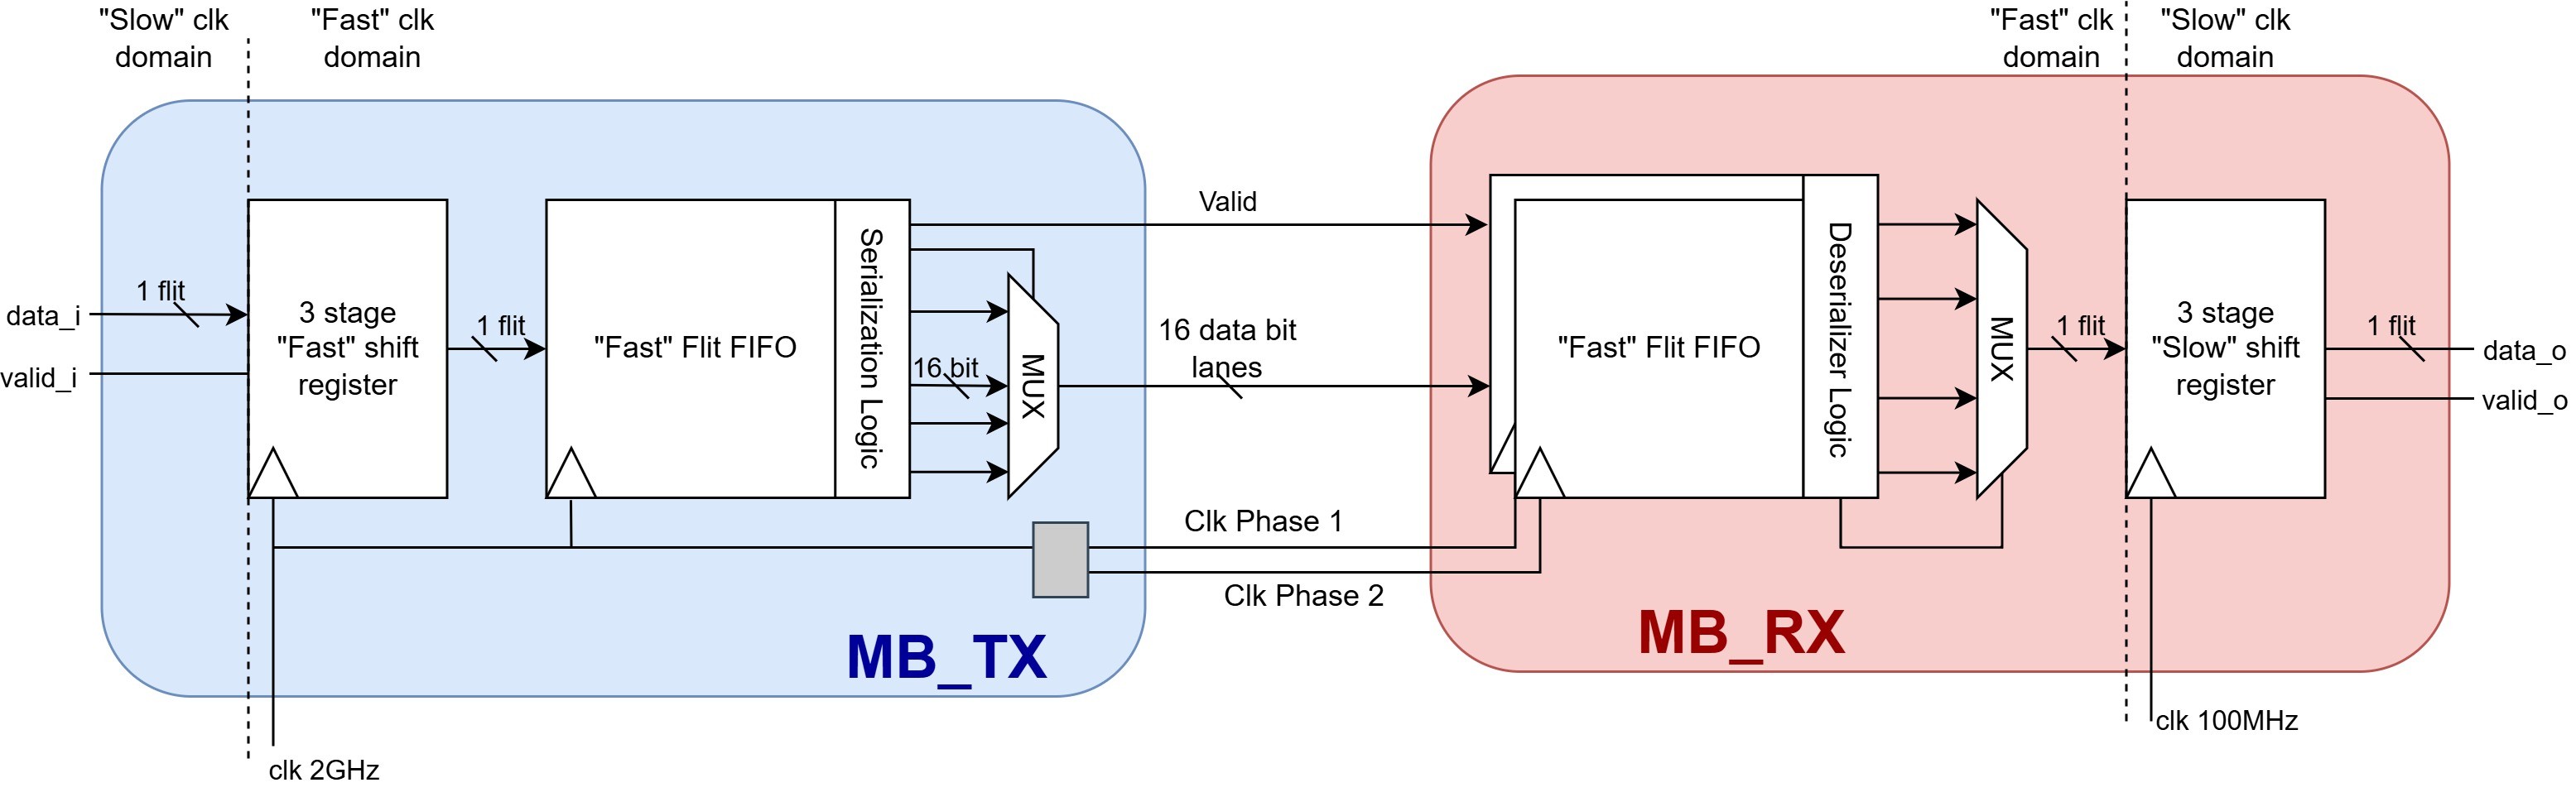 "Slow" clk
domain
"Fast" clk
domain
"Fast" clk
domain
"Slow" clk
domain
data_i
1 flit
valid_i
3 stage
"Fast" shift
register
1 flit
"Fast" Flit FIFO
Serialization Logic
16 bit
MUX
Valid
16 data bit
lanes
Clk Phase 1
Clk Phase 2
MB_TX
clk 2GHz
"Fast" Flit FIFO
Deserializer Logic
MUX
1 flit
3 stage
"Slow" shift
register
1 flit
data_o
valid_o
MB_RX
clk 100MHz